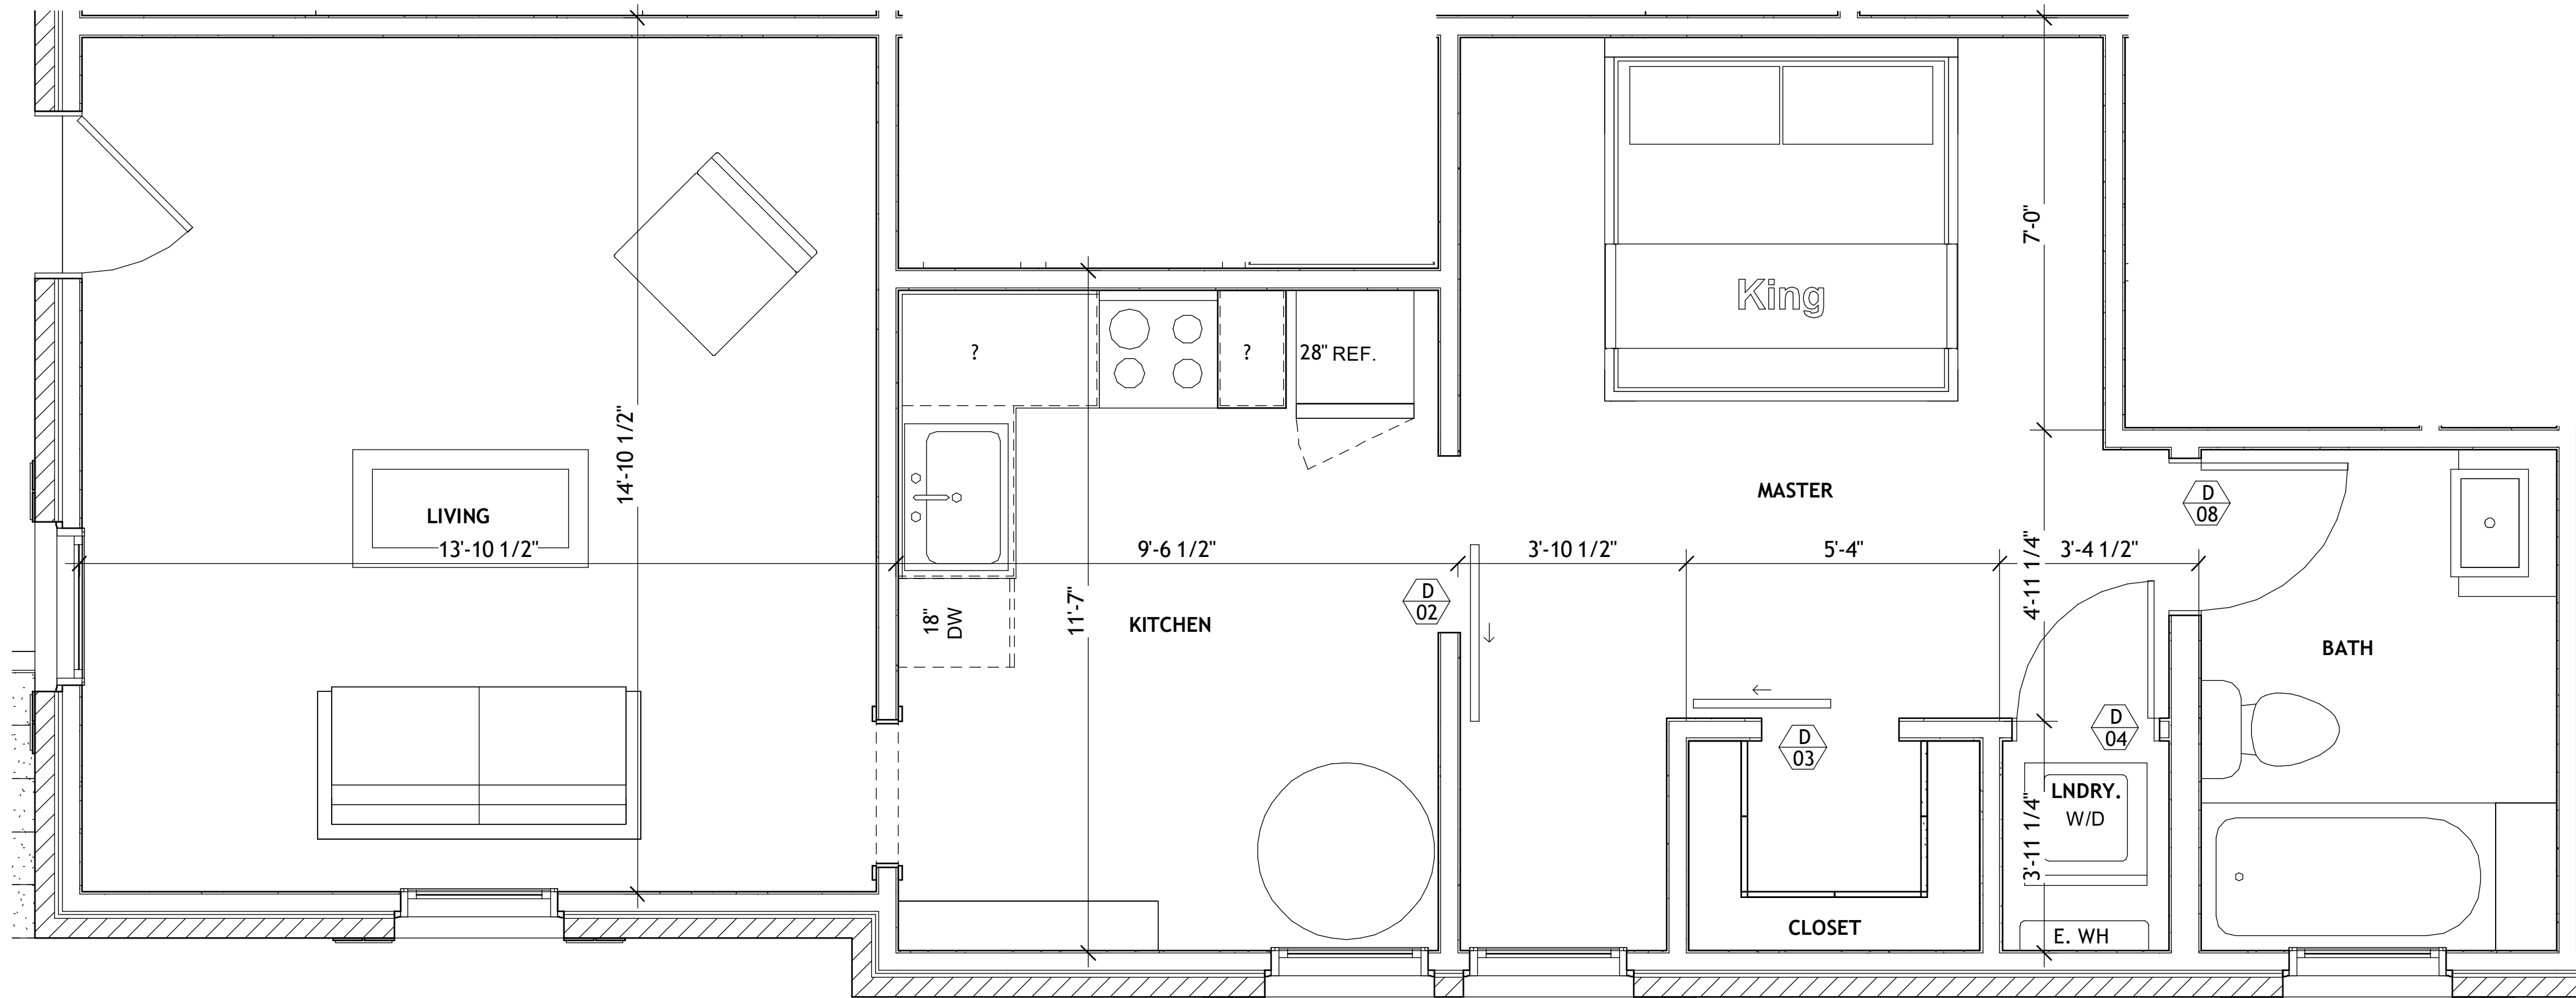 7'-0"
King
?
?
28" REF.
14'-10 1/2"
MASTER
D
08
LIVING
13'-10 1/2"
9'-6 1/2"
3'-10 1/2"
5'-4"
4'-11 1/4"
3'-4 1/2"
D
02
18"
DW
11'-7"
KITCHEN
BATH
D
03
D
04
3'-11 1/4"
LNDRY.
W/D
CLOSET
E. WH